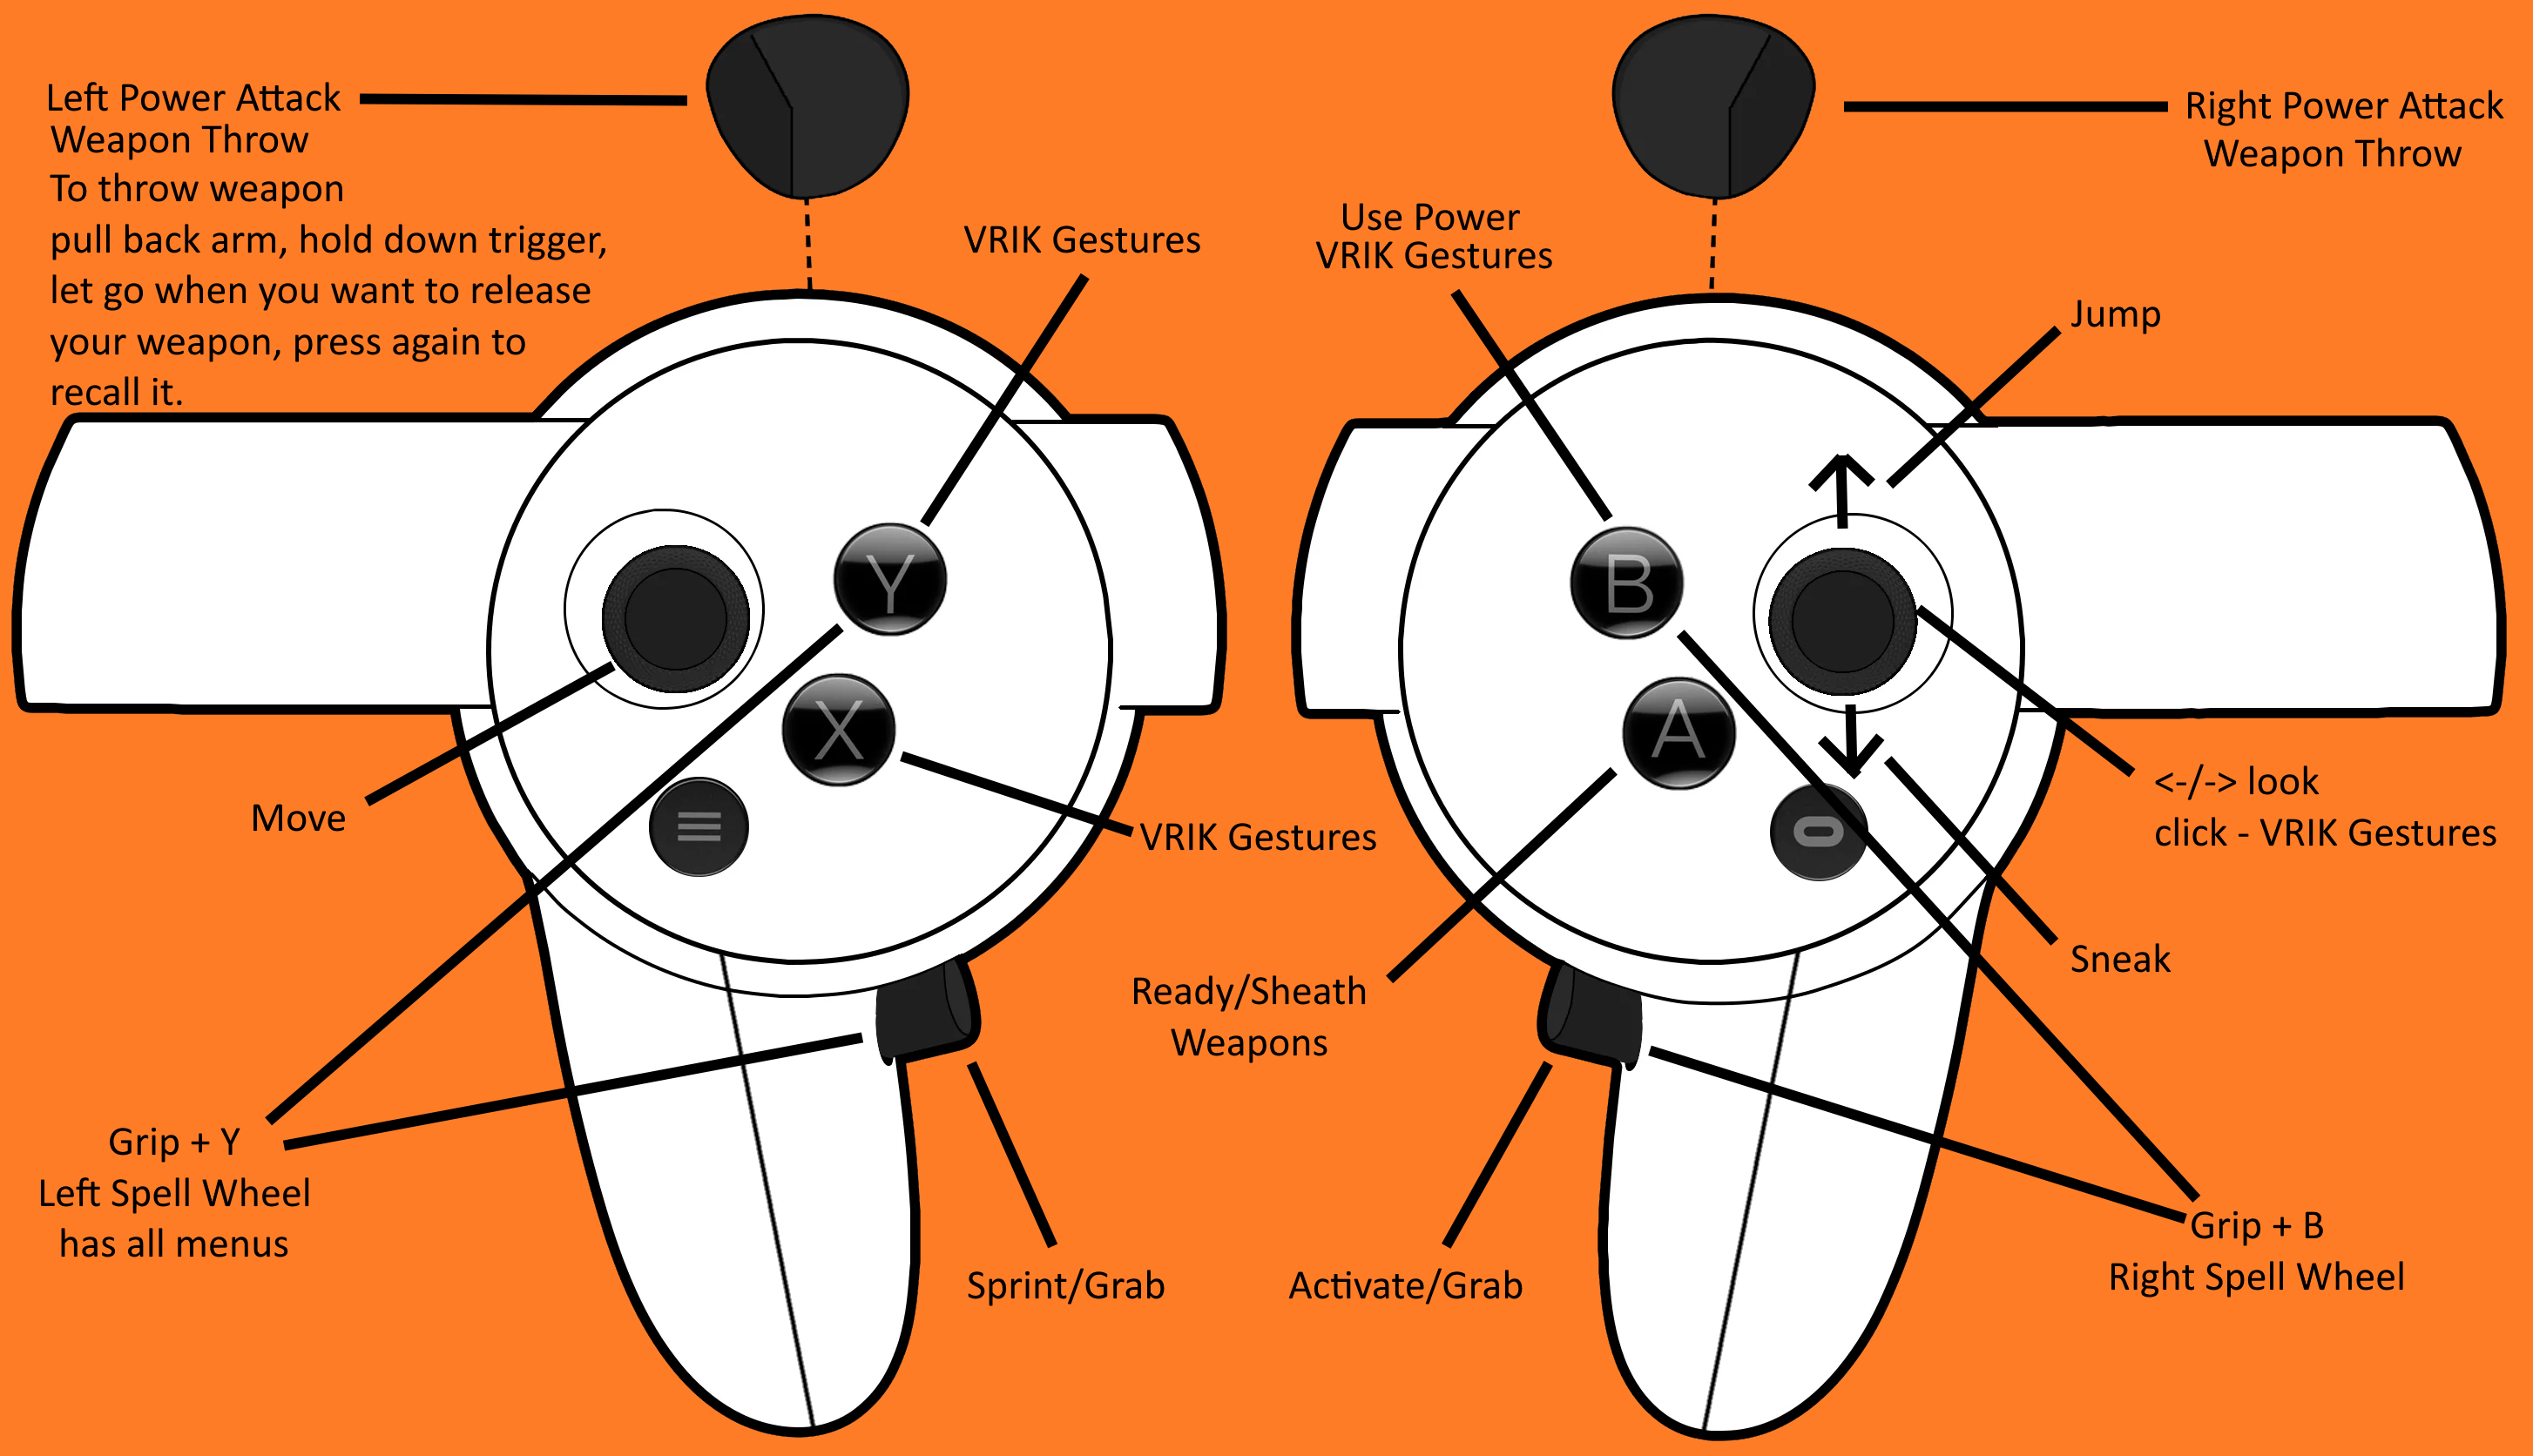 Left Power Attack
Weapon Throw
To throw weapon
pull back arm, hold down trigger,
let go when you want to release
your weapon, press again to
recall it.
VRIK Gestures
Y
X
Move
VRIK Gestures
Grip + Y
Left Spell Wheel
has all menus
Sprint/Grab
Right Power Attack
Weapon Throw
Use Power
VRIK Gestures
Jump
B
A
<-/-> look
click - VRIK Gestures
Ready/Sheath
Weapons
Sneak
Activate/Grab
Grip + B
Right Spell Wheel